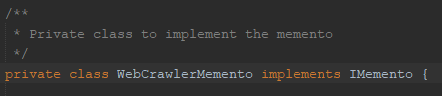 /**
* Private class to implement the memento
*/
private class WebCrawlerMemento implements IMemento {